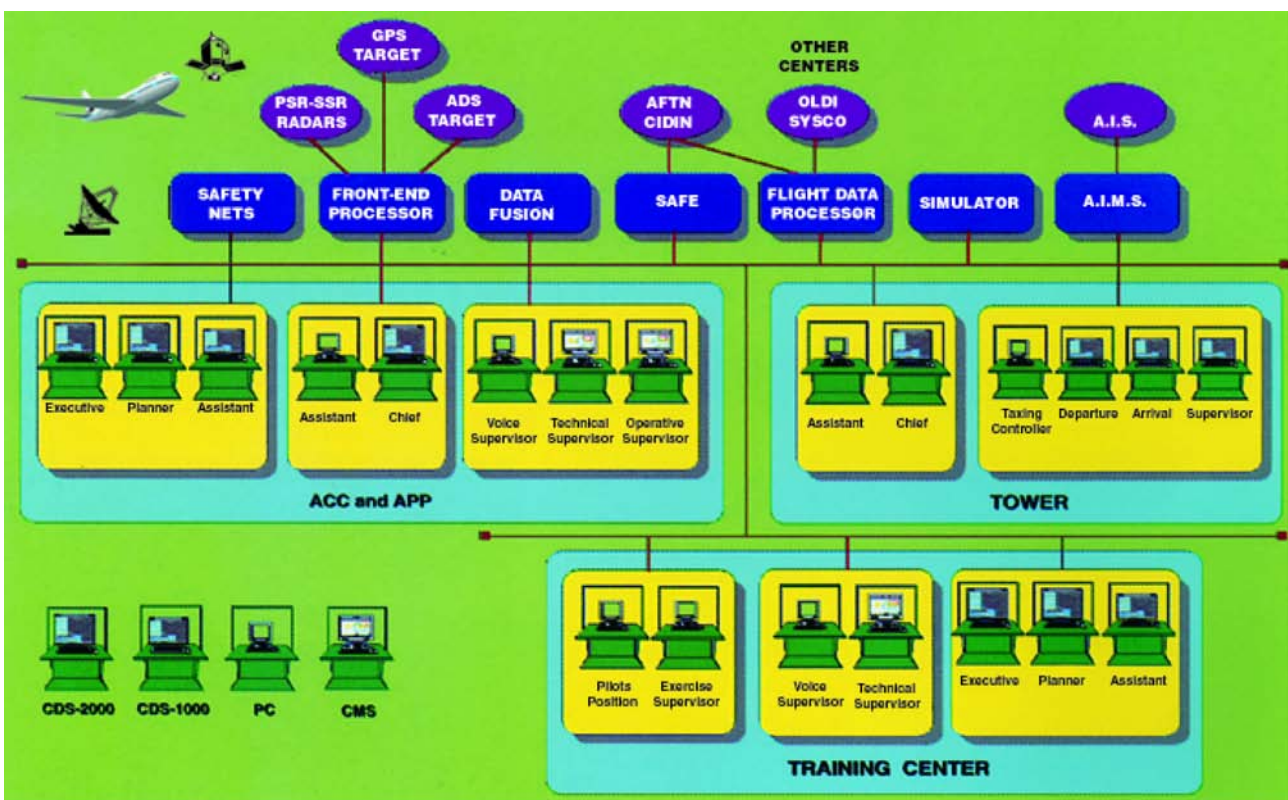 GPS
TARGET
OTHER
CENTERS
PSR-SSR
RADARS
ADS
TARGET
AFTN
CIDIN
OLDI
SYSCO
A.I.S.
SAFETY
NETS
FRONT-END
PROCESSOR
DATA
FUSION
SAFE
FLIGHT DATA
PROCESSOR
SIMULATOR
A.I.M.S.
Executive
Planner
Assistant
Assistant
Chief
Voice
Supervisor
Technical
Supervisor
Operative
Supervisor
ACC and APP
Assistant
Chief
Taxing
Controller
Departure
Arrival
Supervisor
TOWER
CDS-2000
CDS-1000
PC
CMS
Pilots
Position
Exercise
Supervisor
Voice
Supervisor
Technical
Supervisor
Executive
Planner
Assistant
TRAINING CENTER